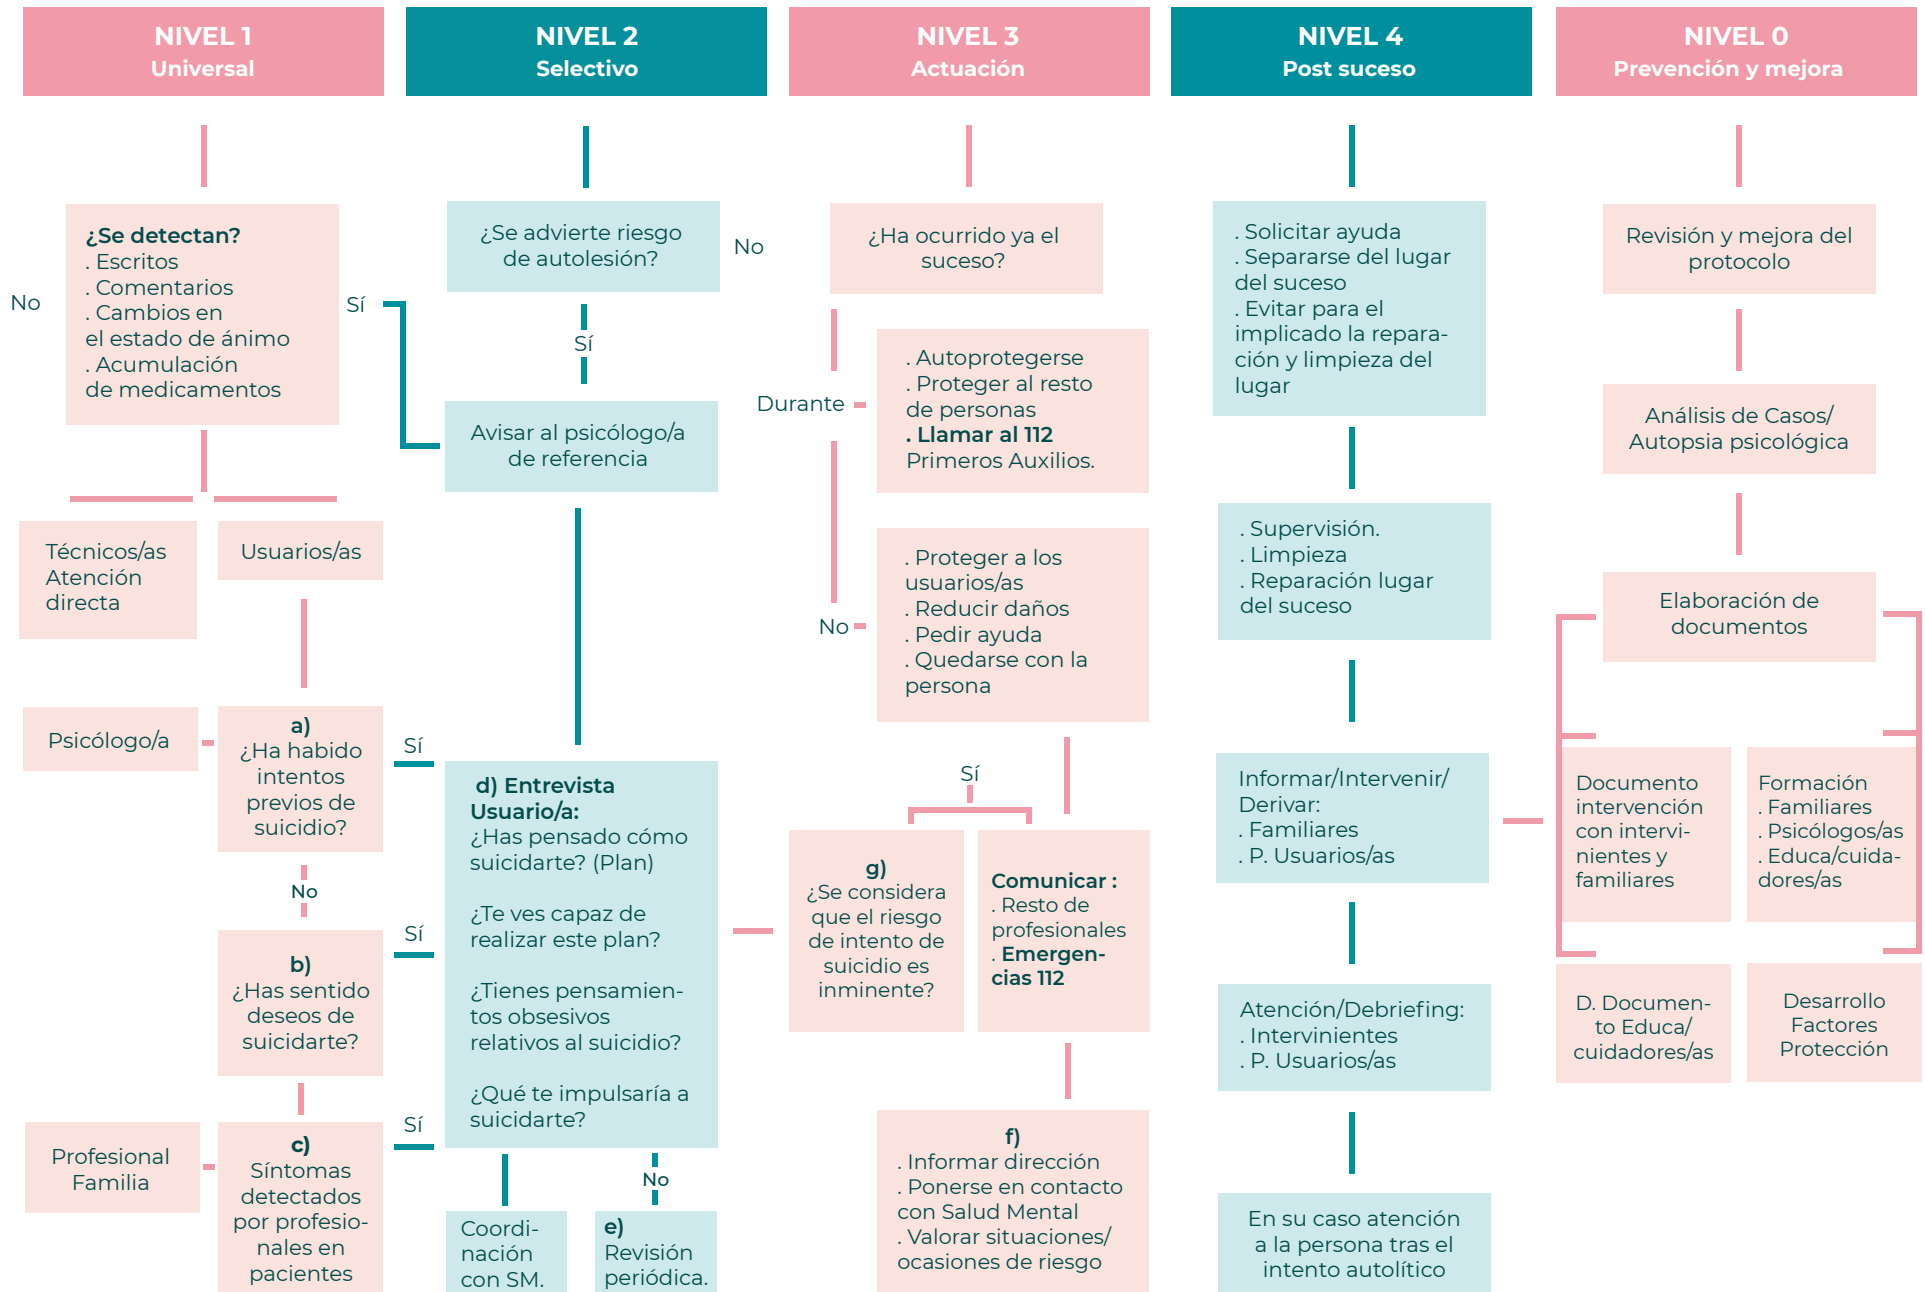 NIVEL 1
Universal
NIVEL 2
Selectivo
NIVEL 3
Actuación
NIVEL 4
Post suceso
NIVEL 0
Prevención y mejora
No
¿Se detectan?
. Escritos
. Comentarios
. Cambios en
el estado de ánimo
. Acumulación
de medicamentos
Sí
Técnicos/as
Atención
directa
Usuarios/as
Psicólogo/a
a)
¿Ha habido
intentos
previos de
suicidio?
Sí
No
b)
¿Has sentido
deseos de
suicidarte?
Sí
Profesional
Familia
c)
Síntomas
detectados
por profesio-
nales en
pacientes
Sí
¿Se advierte riesgo
de autolesión?
No
Sí
Avisar al psicólogo/a
de referencia
d) Entrevista
Usuario/a:
¿Has pensado cómo
suicidarte? (Plan)
¿Te ves capaz de
realizar este plan?
¿Tienes pensamien-
tos obsesivos
relativos al suicidio?
¿Qué te impulsaría a
suicidarte?
No
Coordi-
nación
con SM.
e)
Revisión
periódica.
¿Ha ocurrido ya el
suceso?
Durante
. Autoprotegerse
. Proteger al resto
de personas
. Llamar al 112
Primeros Auxilios.
No
. Proteger a los
usuarios/as
. Reducir daños
. Pedir ayuda
. Quedarse con la
persona
Sí
g)
¿Se considera
que el riesgo
de intento de
suicidio es
inminente?
Comunicar :
. Resto de
profesionales
. Emergen-
cias 112
f)
. Informar dirección
. Ponerse en contacto
con Salud Mental
. Valorar situaciones/
ocasiones de riesgo
. Solicitar ayuda
. Separarse del lugar
del suceso
. Evitar para el
implicado la repara-
ción y limpieza del
lugar
. Supervisión.
. Limpieza
. Reparación lugar
del suceso
Informar/Intervenir/
Derivar:
. Familiares
. P. Usuarios/as
Atención/Debriefing:
. Intervinientes
. P. Usuarios/as
En su caso atención
a la persona tras el
intento autolítico
Revisión y mejora del
protocolo
Análisis de Casos/
Autopsia psicológica
Elaboración de
documentos
Documento
intervención
con intervi-
nientes y
familiares
Formación
. Familiares
. Psicólogos/as
. Educa/cuida-
dores/as
D. Documen-
to Educa/
cuidadores/as
Desarrollo
Factores
Protección